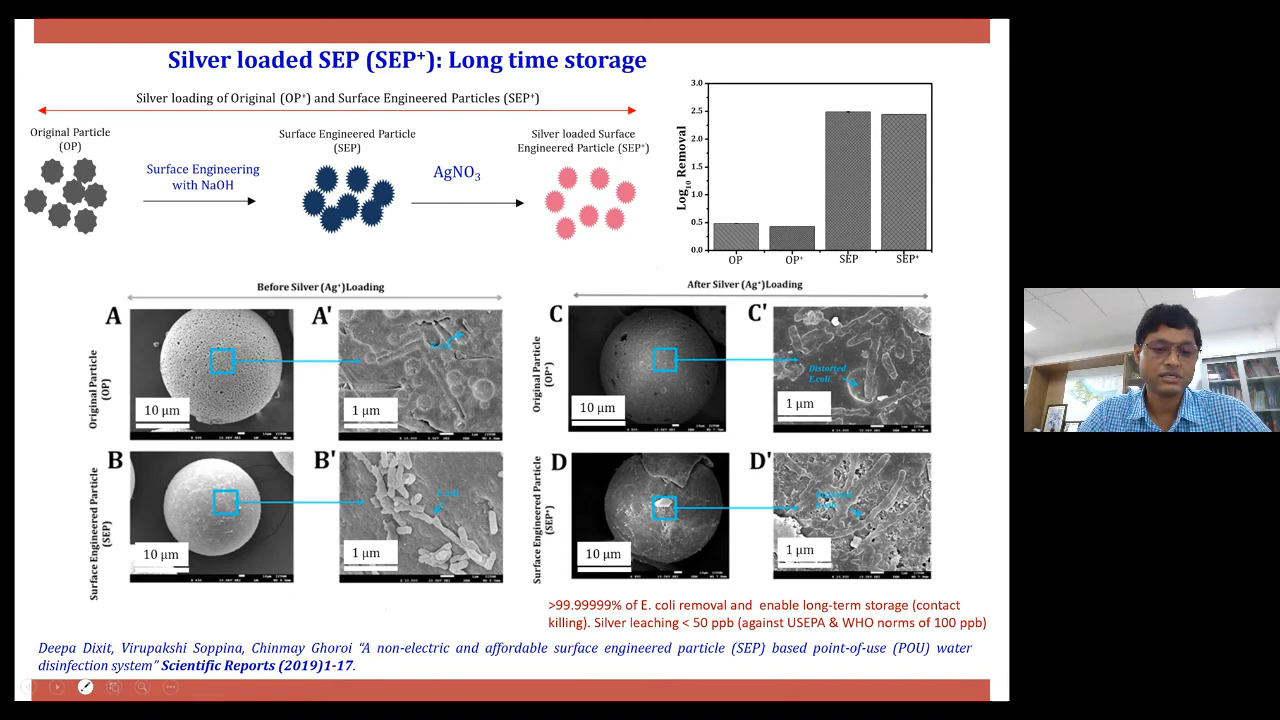 Silver loaded SEP (SEP⁺): Long time storage
Silver loading of Original (OP⁺) and Surface Engineered Particles (SEP⁺)
Original Particle
(OP)
Surface Engineering
with NaOH
Surface Engineered Particle
(SEP)
AgNO₃
Silver loaded Surface
Engineered Particle (SEP⁺)
Log₁₀ Removal
3.0
2.5
2.0
1.5
1.0
0.5
0.0
OP
OP⁺
SEP
SEP⁺
Before Silver (Ag⁺)Loading
After Silver (Ag⁺)Loading
Original Particle
(OP)
A
10 µm
A'
1 µm
Original Particle
(OP⁺)
C
10 µm
C'
Distorted
E.coli
1 µm
Surface Engineered Particle
(SEP)
B
10 µm
B'
E.coli
1 µm
Surface Engineered Particle
(SEP⁺)
D
10 µm
D'
Distorted
E.coli
1 µm
>99.99999% of E. coli removal and enable long-term storage (contact
killing). Silver leaching < 50 ppb (against USEPA & WHO norms of 100 ppb)
Deepa Dixit, Virupakshi Soppina, Chinmay Ghoroi “A non-electric and affordable surface engineered particle (SEP) based point-of-use (POU) water
disinfection system” Scientific Reports (2019)1-17.